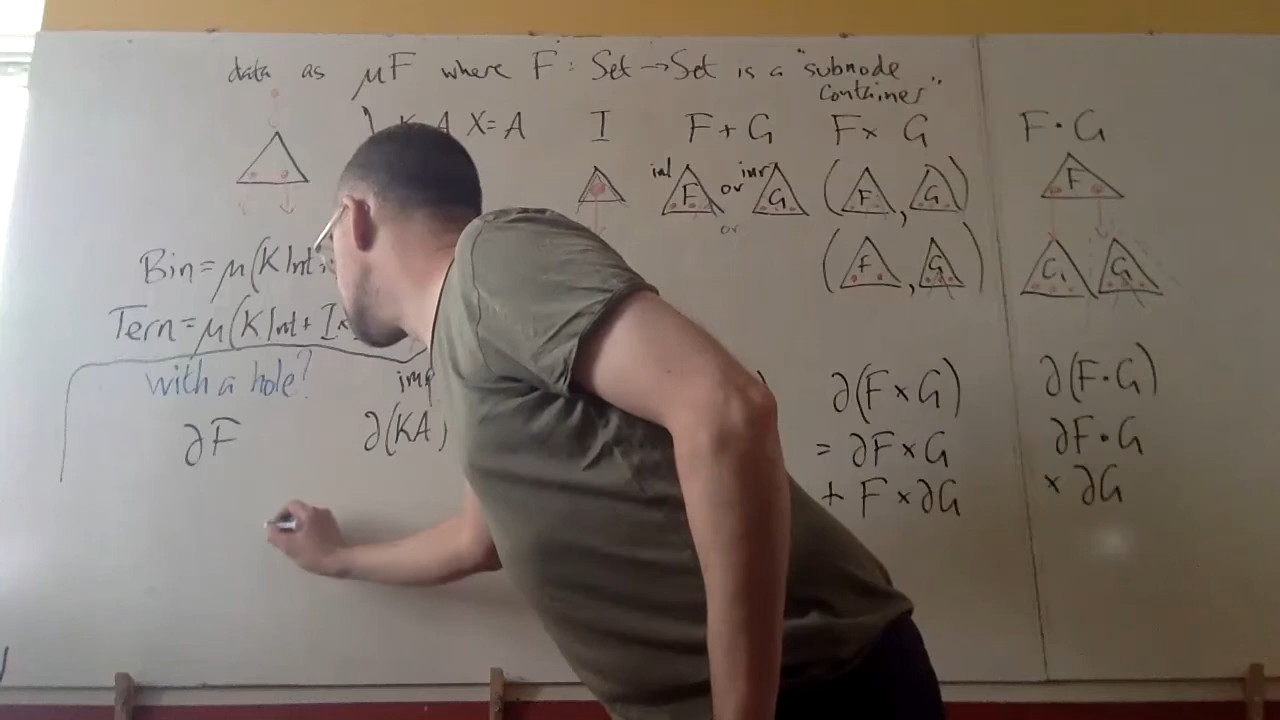 data as μF where F : Set → Set is a "subnode
container"
K A X = A I F + G F × G F · G
inl F or inr G (F, G) F
or
(F, G) G G
Bin = μ(K Int
Tern = μ(K Int + I ×
with a hole?
∂F ∂(KA) ∂(F × G) ∂(F · G)
= ∂F × G ∂F · G
+ F × ∂G × ∂G